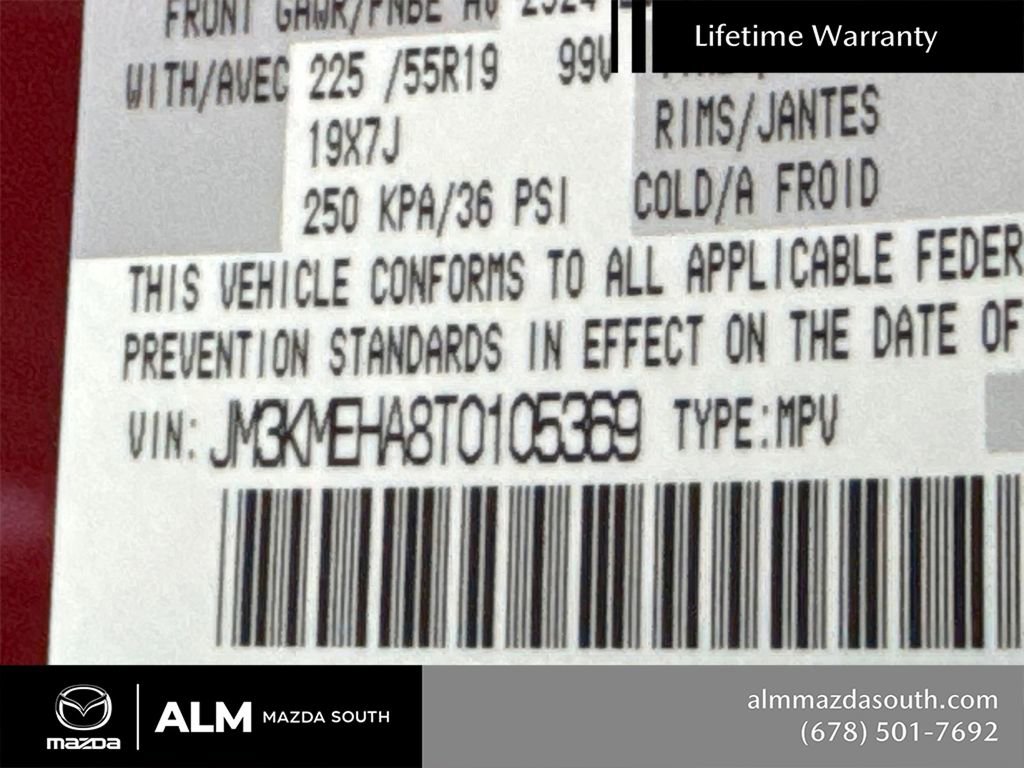 Lifetime Warranty
FRONT GAWR/PNBE AV
WITH/AVEC 225 /55R19 99V
19X7J RIMS/JANTES
250 KPA/36 PSI COLD/A FROID
THIS VEHICLE CONFORMS TO ALL APPLICABLE FEDER
PREVENTION STANDARDS IN EFFECT ON THE DATE OF
VIN: JM3KMEHA8T0105369 TYPE:MPV
mazda
ALM MAZDA SOUTH
almmazdasouth.com
(678) 501-7692